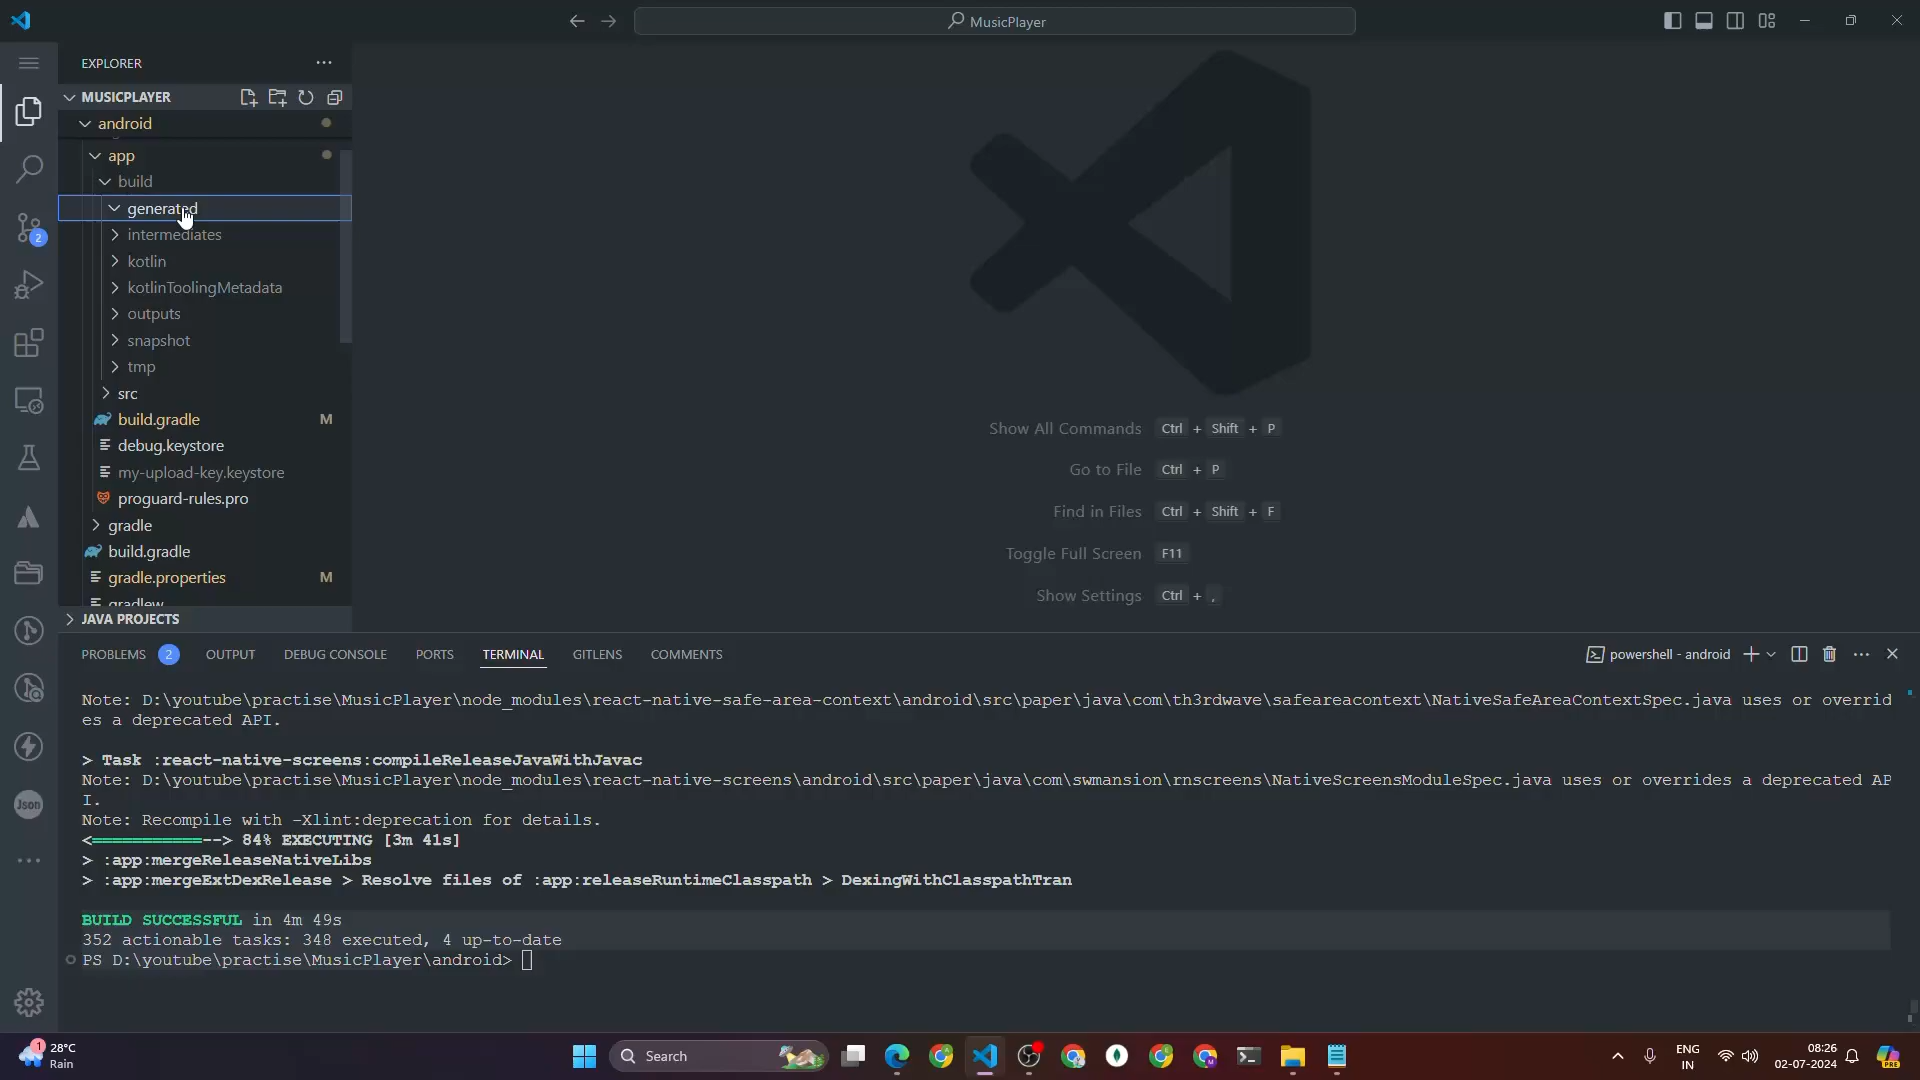 MusicPlayer
EXPLORER
MUSICPLAYER
android
app
build
generated
intermediates
kotlin
kotlinToolingMetadata
outputs
snapshot
tmp
src
build.gradle M
debug.keystore
my-upload-key.keystore
proguard-rules.pro
gradle
build.gradle
gradle.properties M
gradlew
JAVA PROJECTS
2
Json
Show All Commands Ctrl + Shift + P
Go to File Ctrl + P
Find in Files Ctrl + Shift + F
Toggle Full Screen F11
Show Settings Ctrl + ,
PROBLEMS 2 OUTPUT DEBUG CONSOLE PORTS TERMINAL GITLENS COMMENTS powershell - android
Note: D:\youtube\practise\MusicPlayer\node_modules\react-native-safe-area-context\android\src\paper\java\com\th3rdwave\safeareacontext\NativeSafeAreaContextSpec.java uses or overrid
es a deprecated API.
> Task :react-native-screens:compileReleaseJavaWithJavac
Note: D:\youtube\practise\MusicPlayer\node_modules\react-native-screens\android\src\paper\java\com\swmansion\rnscreens\NativeScreensModuleSpec.java uses or overrides a deprecated AP
I.
Note: Recompile with -Xlint:deprecation for details.
<===========--> 84% EXECUTING [3m 41s]
> :app:mergeReleaseNativeLibs
> :app:mergeExtDexRelease > Resolve files of :app:releaseRuntimeClasspath > DexingWithClasspathTran
BUILD SUCCESSFUL in 4m 49s
352 actionable tasks: 348 executed, 4 up-to-date
PS D:\youtube\practise\MusicPlayer\android>
1
28°C
Rain
Search
ENG
IN
08:26
02-07-2024
PRE